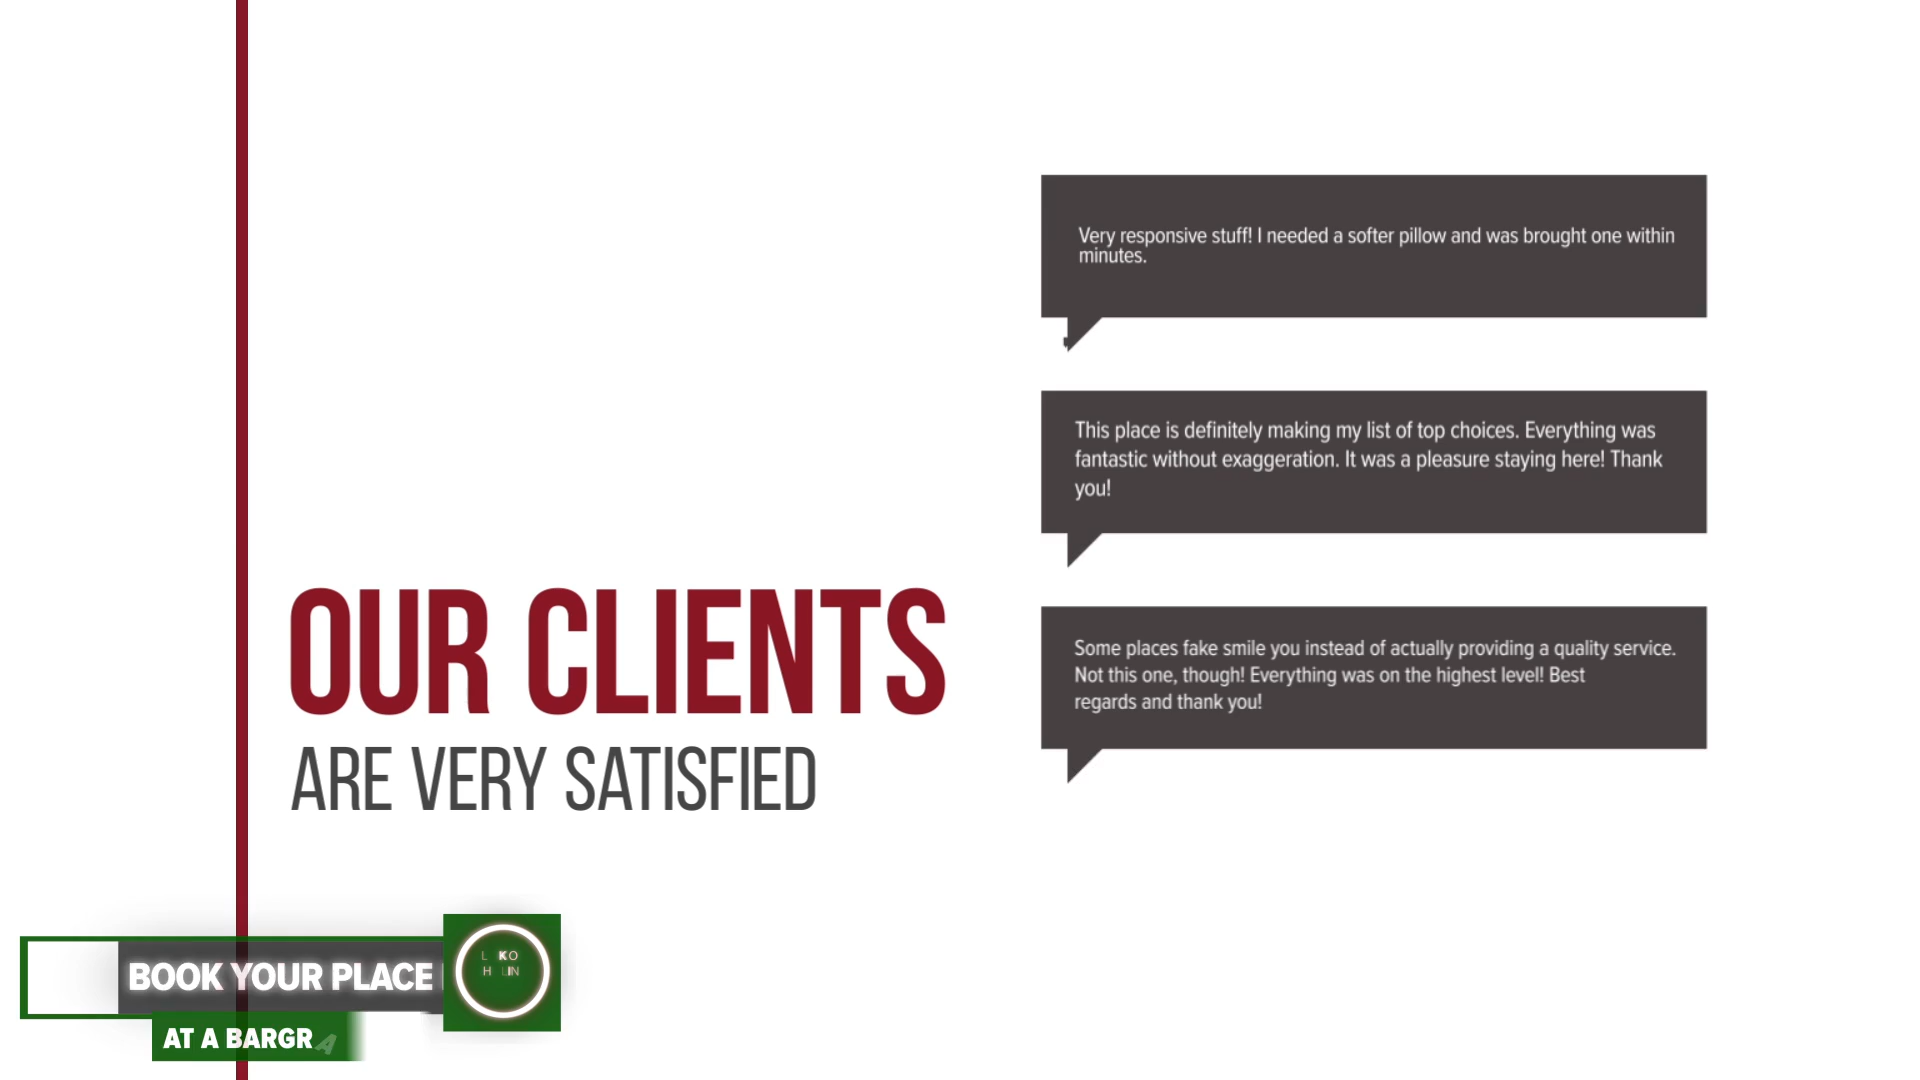 Very responsive stuff! I needed a softer pillow and was brought one within
minutes.
This place is definitely making my list of top choices. Everything was
fantastic without exaggeration. It was a pleasure staying here! Thank
you!
Some places fake smile you instead of actually providing a quality service.
Not this one, though! Everything was on the highest level! Best
regards and thank you!
OUR CLIENTS
ARE VERY SATISFIED
BOOK YOUR PLACE
AT A BARGRA